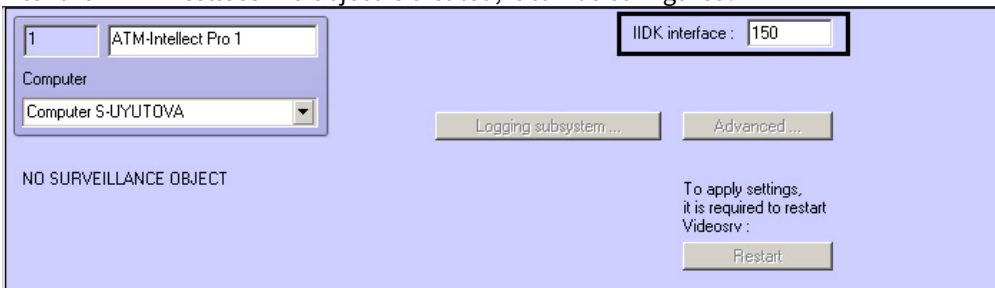 1
ATM-Intellect Pro 1
IIDK interface : 150
Computer
Computer S-UYUTOVA
Logging subsystem ...
Advanced ...
NO SURVEILLANCE OBJECT
To apply settings,
it is required to restart
Videosrv :
Restart